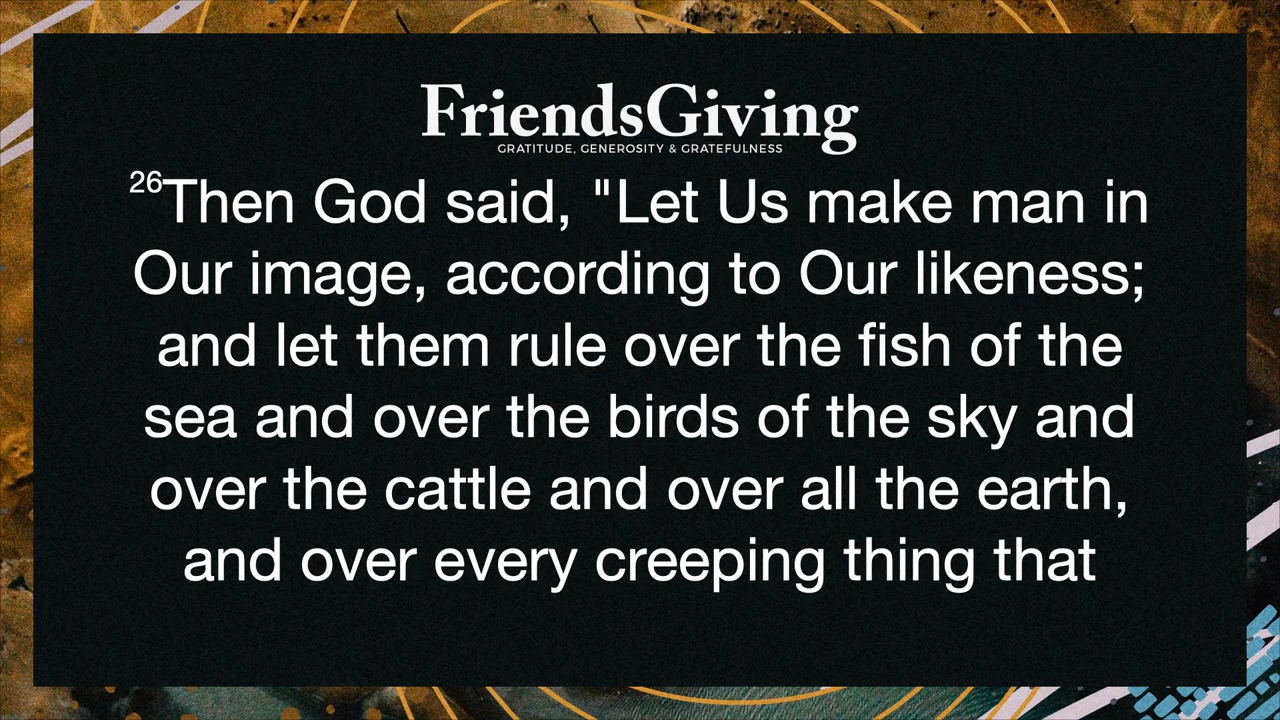 FriendsGiving
GRATITUDE, GENEROSITY & GRATEFULNESS
26Then God said, "Let Us make man in
Our image, according to Our likeness;
and let them rule over the fish of the
sea and over the birds of the sky and
over the cattle and over all the earth,
and over every creeping thing that